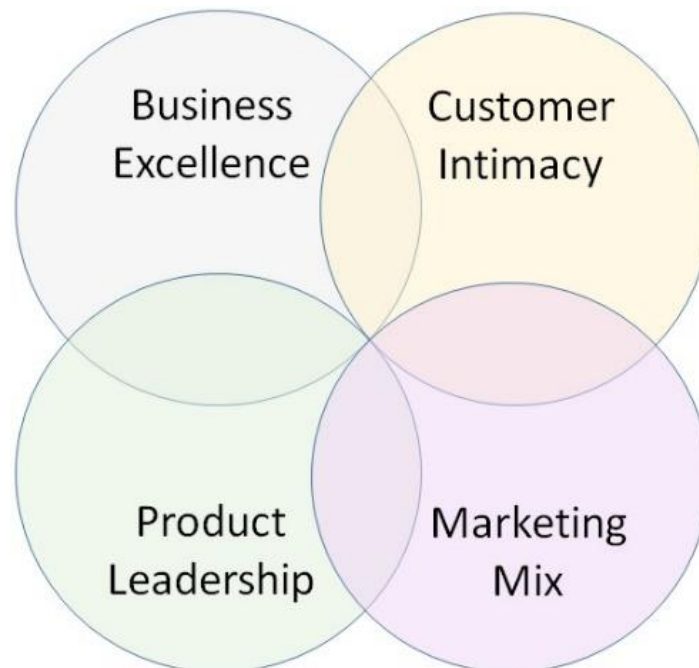 Business
Excellence
Customer
Intimacy
Product
Leadership
Marketing
Mix